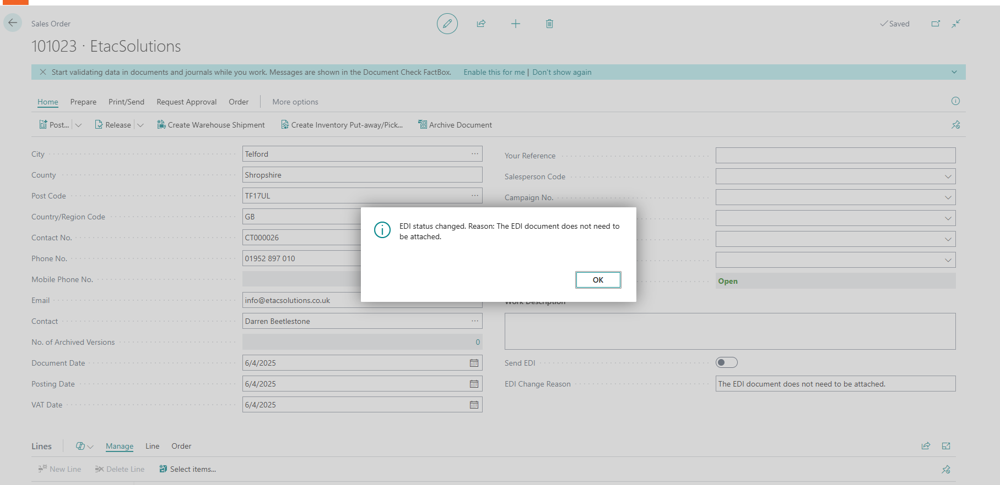 Sales Order
Saved
101023 · EtacSolutions
Start validating data in documents and journals while you work. Messages are shown in the Document Check FactBox. Enable this for me | Don't show again
Home Prepare Print/Send Request Approval Order More options
Post... Release Create Warehouse Shipment Create Inventory Put-away/Pick... Archive Document
City Telford
County Shropshire
Post Code TF17UL
Country/Region Code GB
Contact No. CT000026
Phone No. 01952 897 010
Mobile Phone No.
Email info@etacsolutions.co.uk
Contact Darren Beetlestone
No. of Archived Versions 0
Document Date 6/4/2025
Posting Date 6/4/2025
VAT Date 6/4/2025
Your Reference
Salesperson Code
Campaign No.
Open
Work Description
Send EDI
EDI Change Reason The EDI document does not need to be attached.
EDI status changed. Reason: The EDI document does not need to
be attached.
OK
Lines Manage Line Order
New Line Delete Line Select items...